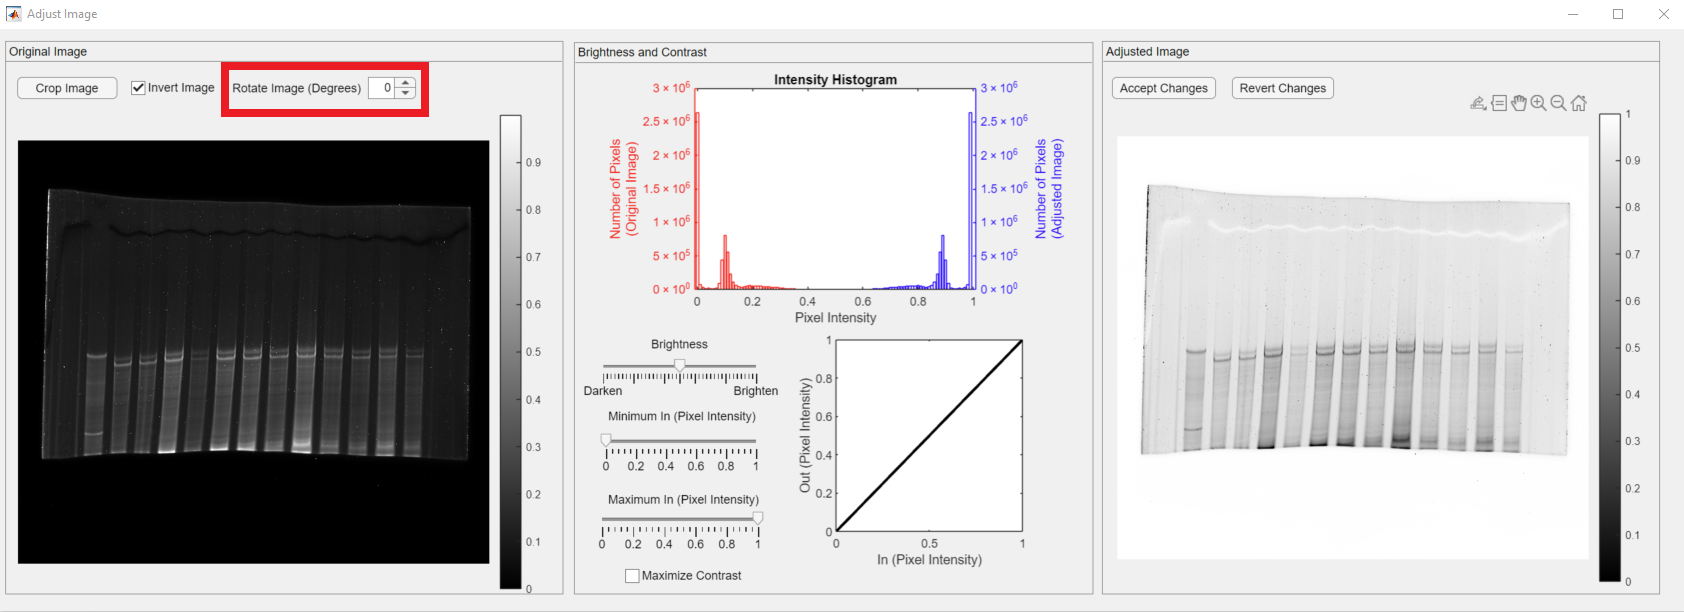 Adjust Image
Original Image
Crop Image
Invert Image
Rotate Image (Degrees)
0
0.9
0.8
0.7
0.6
0.5
0.4
0.3
0.2
0.1
0
Brightness and Contrast
Intensity Histogram
Number of Pixels
(Original Image)
3 × 10⁶
2.5 × 10⁶
2 × 10⁶
1.5 × 10⁶
1 × 10⁶
5 × 10⁵
0 × 10⁰
3 × 10⁶
2.5 × 10⁶
2 × 10⁶
1.5 × 10⁶
1 × 10⁶
5 × 10⁵
0 × 10⁰
Number of Pixels
(Adjusted Image)
0 0.2 0.4 0.6 0.8 1
Pixel Intensity
Brightness
Darken Brighten
Minimum In (Pixel Intensity)
0 0.2 0.4 0.6 0.8 1
Maximum In (Pixel Intensity)
0 0.2 0.4 0.6 0.8 1
Maximize Contrast
Out (Pixel Intensity)
1
0.8
0.6
0.4
0.2
0
0 0.5 1
In (Pixel Intensity)
Adjusted Image
Accept Changes
Revert Changes
1
0.9
0.8
0.7
0.6
0.5
0.4
0.3
0.2
0.1
0